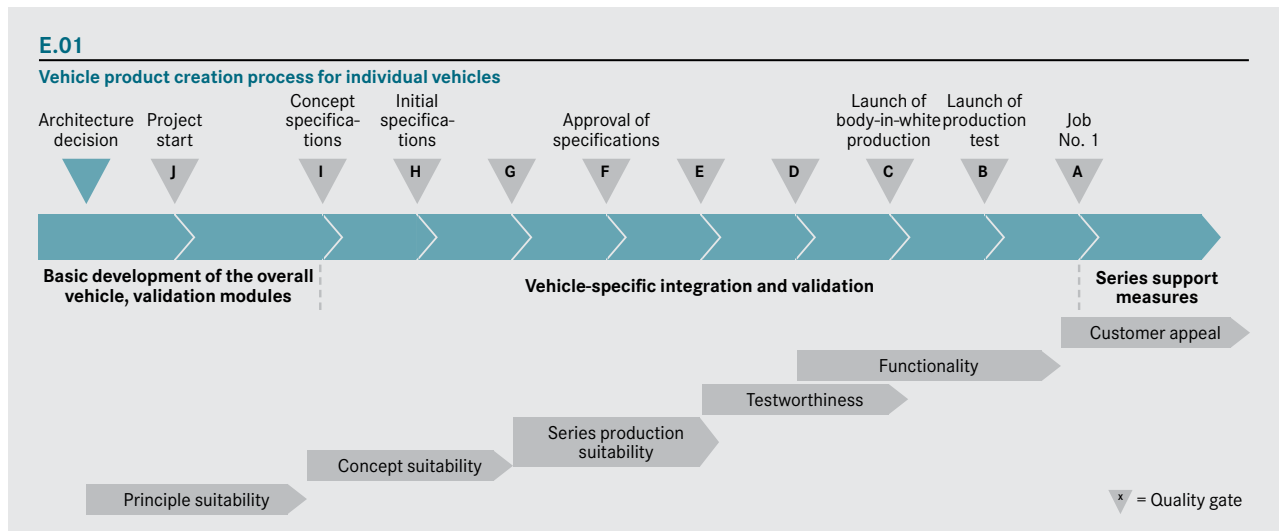 E.01
Vehicle product creation process for individual vehicles
Architecture
decision
Project
start
Concept
specifica-
tions
Initial
specifica-
tions
Approval of
specifications
Launch of
body-in-white
production
Launch of
production
test
Job
No. 1
J
I
H
G
F
E
D
C
B
A
Basic development of the overall
vehicle, validation modules
Vehicle-specific integration and validation
Series support
measures
Customer appeal
Functionality
Testworthiness
Series production
suitability
Concept suitability
Principle suitability
x = Quality gate